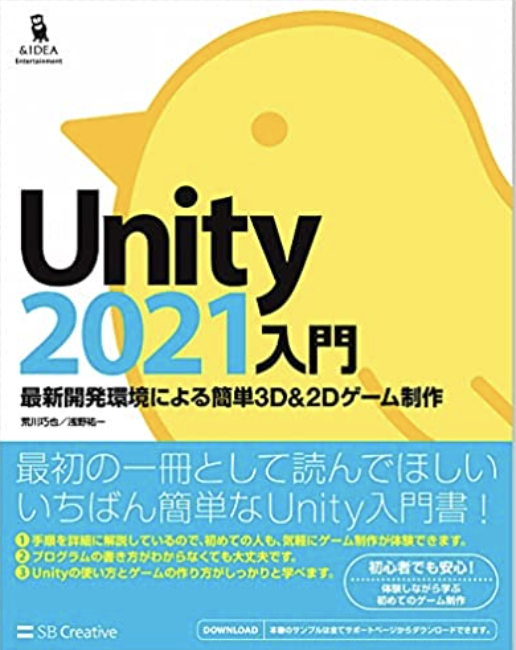 &IDEA
Entertainment
Unity
2021入門
最新開発環境による簡単3D&2Dゲーム制作
荒川巧也／浅野祐一
最初の一冊として読んでほしい
いちばん簡単なUnity入門書！
① 手順を詳細に解説しているので、初めての人も、気軽にゲーム制作が体験できます。
② プログラムの書き方がわからなくても大丈夫です。
③ Unityの使い方とゲームの作り方がしっかりと学べます。
初心者でも安心！
体験しながら学ぶ
初めてのゲーム制作
SB Creative
DOWNLOAD 本書のサンプルは全てサポートページからダウンロードできます。